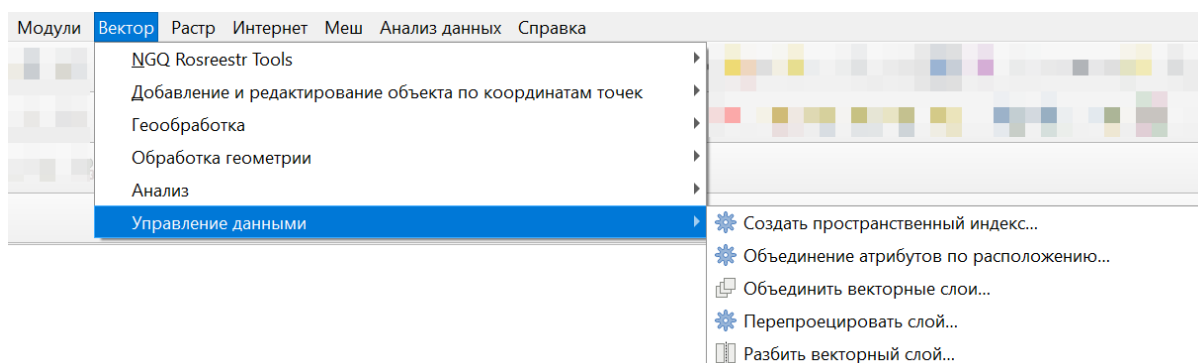 Модули Вектор Растр Интернет Меш Анализ данных Справка
NGQ Rosreestr Tools
Добавление и редактирование объекта по координатам точек
Геообработка
Обработка геометрии
Анализ
Управление данными
Создать пространственный индекс...
Объединение атрибутов по расположению...
Объединить векторные слои...
Перепроецировать слой...
Разбить векторный слой...